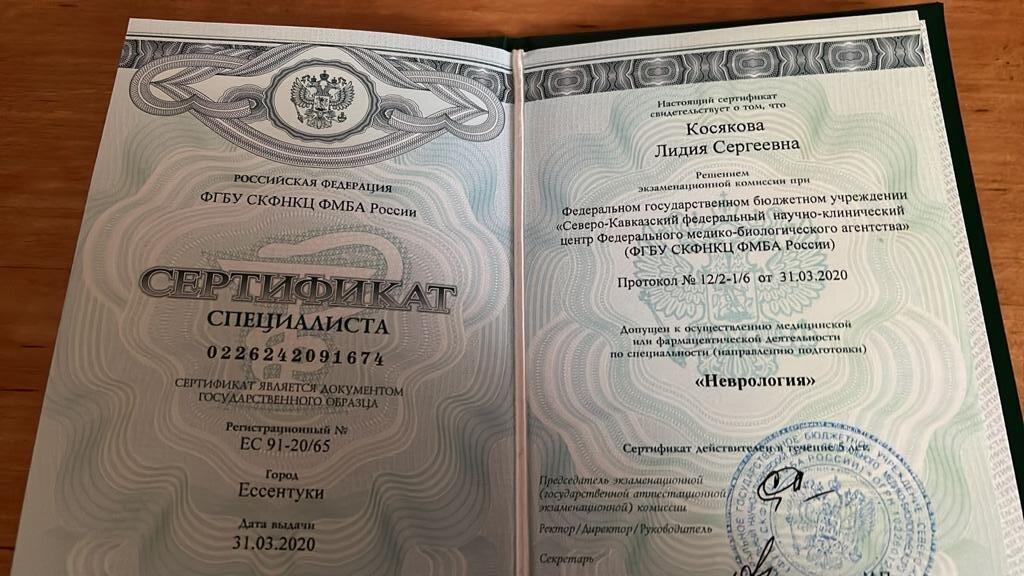 РОССИЙСКАЯ ФЕДЕРАЦИЯ
ФГБУ СКФНКЦ ФМБА России
СЕРТИФИКАТ
СПЕЦИАЛИСТА
0226242091674
СЕРТИФИКАТ ЯВЛЯЕТСЯ ДОКУМЕНТОМ
ГОСУДАРСТВЕННОГО ОБРАЗЦА
Регистрационный №
ЕС 91-20/65
Город
Ессентуки
Дата выдачи
31.03.2020
Настоящий сертификат
свидетельствует о том, что
Косякова
Лидия Сергеевна
Решением
экзаменационной комиссии при
Федеральном государственном бюджетном учреждении
«Северо-Кавказский федеральный научно-клинический
центр Федерального медико-биологического агентства»
(ФГБУ СКФНКЦ ФМБА России)
Протокол № 12/2-1/6 от 31.03.2020
Допущен к осуществлению медицинской
или фармацевтической деятельности
по специальности (направлению подготовки)
«Неврология»
Сертификат действителен в течение 5 лет.
Председатель экзаменационной
(государственной аттестационной
экзаменационной) комиссии
Ректор/Директор/Руководитель
Секретарь
М.П.